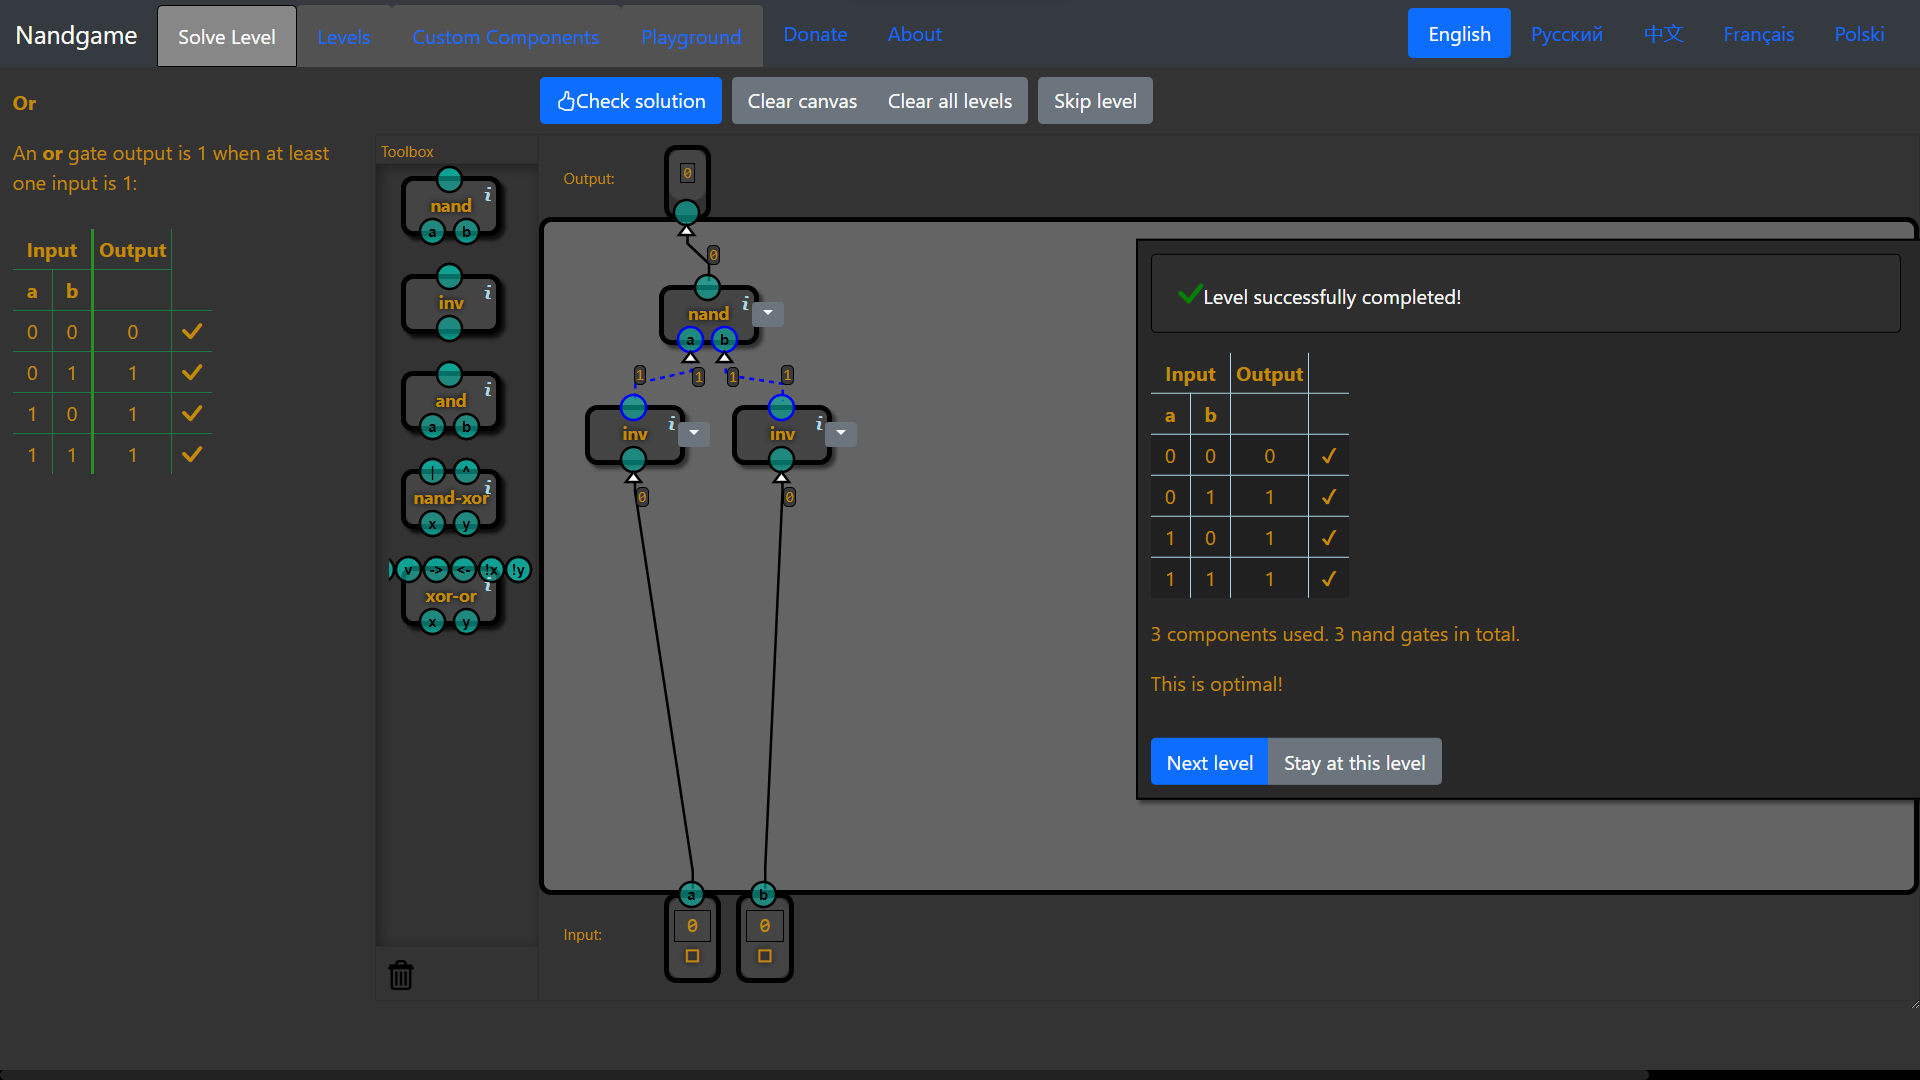 Nandgame
Solve Level
Levels
Custom Components
Playground
Donate
About
English
Русский
中文
Français
Polski
Check solution
Clear canvas
Clear all levels
Skip level
Or
An or gate output is 1 when at least
one input is 1:
Input Output
a b
0 0 0
0 1 1
1 0 1
1 1 1
Toolbox
nand
i
a b
inv
i
and
i
a b
| ^
nand-xor
i
x y
v -> <- !x !y
xor-or
i
x y
Output:
0
0
nand
i
a b
1 1 1 1
inv
i
inv
i
0 0
a b
Input:
0 0
Level successfully completed!
Input Output
a b
0 0 0
0 1 1
1 0 1
1 1 1
3 components used. 3 nand gates in total.
This is optimal!
Next level
Stay at this level